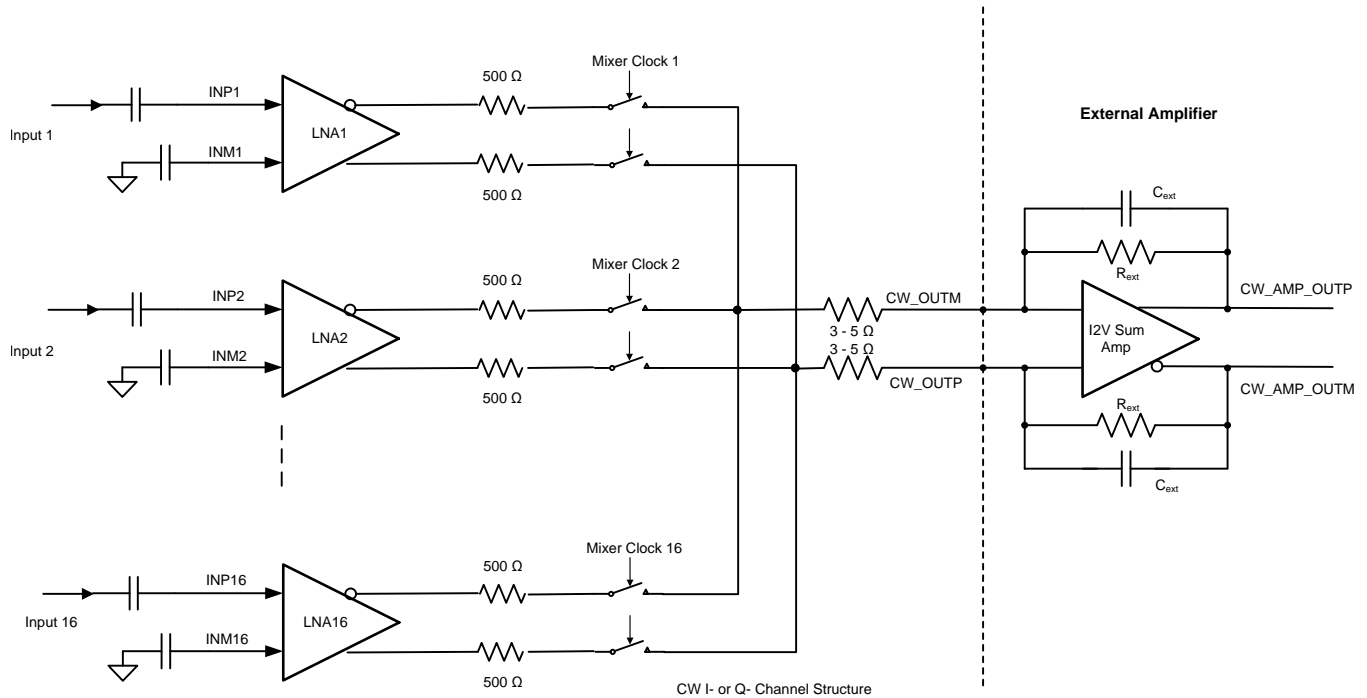 Mixer Clock 1
500 Ω
INP1
Input 1
LNA1
INM1
500 Ω
External Amplifier
Cext
Rext
Mixer Clock 2
500 Ω
INP2
Input 2
LNA2
INM2
500 Ω
CW_OUTM
3 - 5 Ω
3 - 5 Ω
CW_OUTP
I2V Sum
Amp
CW_AMP_OUTP
CW_AMP_OUTM
Rext
Cext
Mixer Clock 16
500 Ω
INP16
Input 16
LNA16
INM16
500 Ω
CW I- or Q- Channel Structure